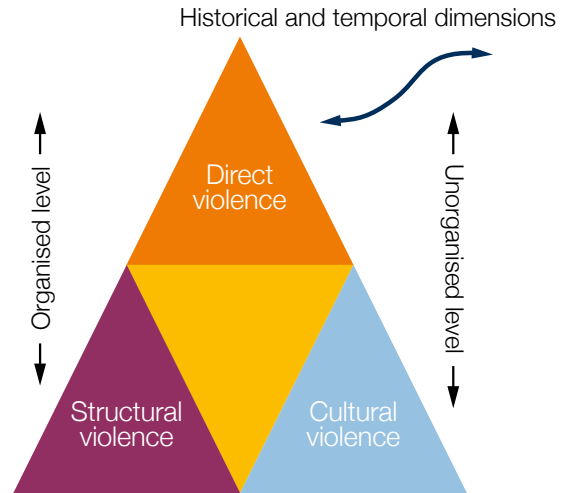 Historical and temporal dimensions
Direct
violence
Organised level
Unorganised level
Structural
violence
Cultural
violence